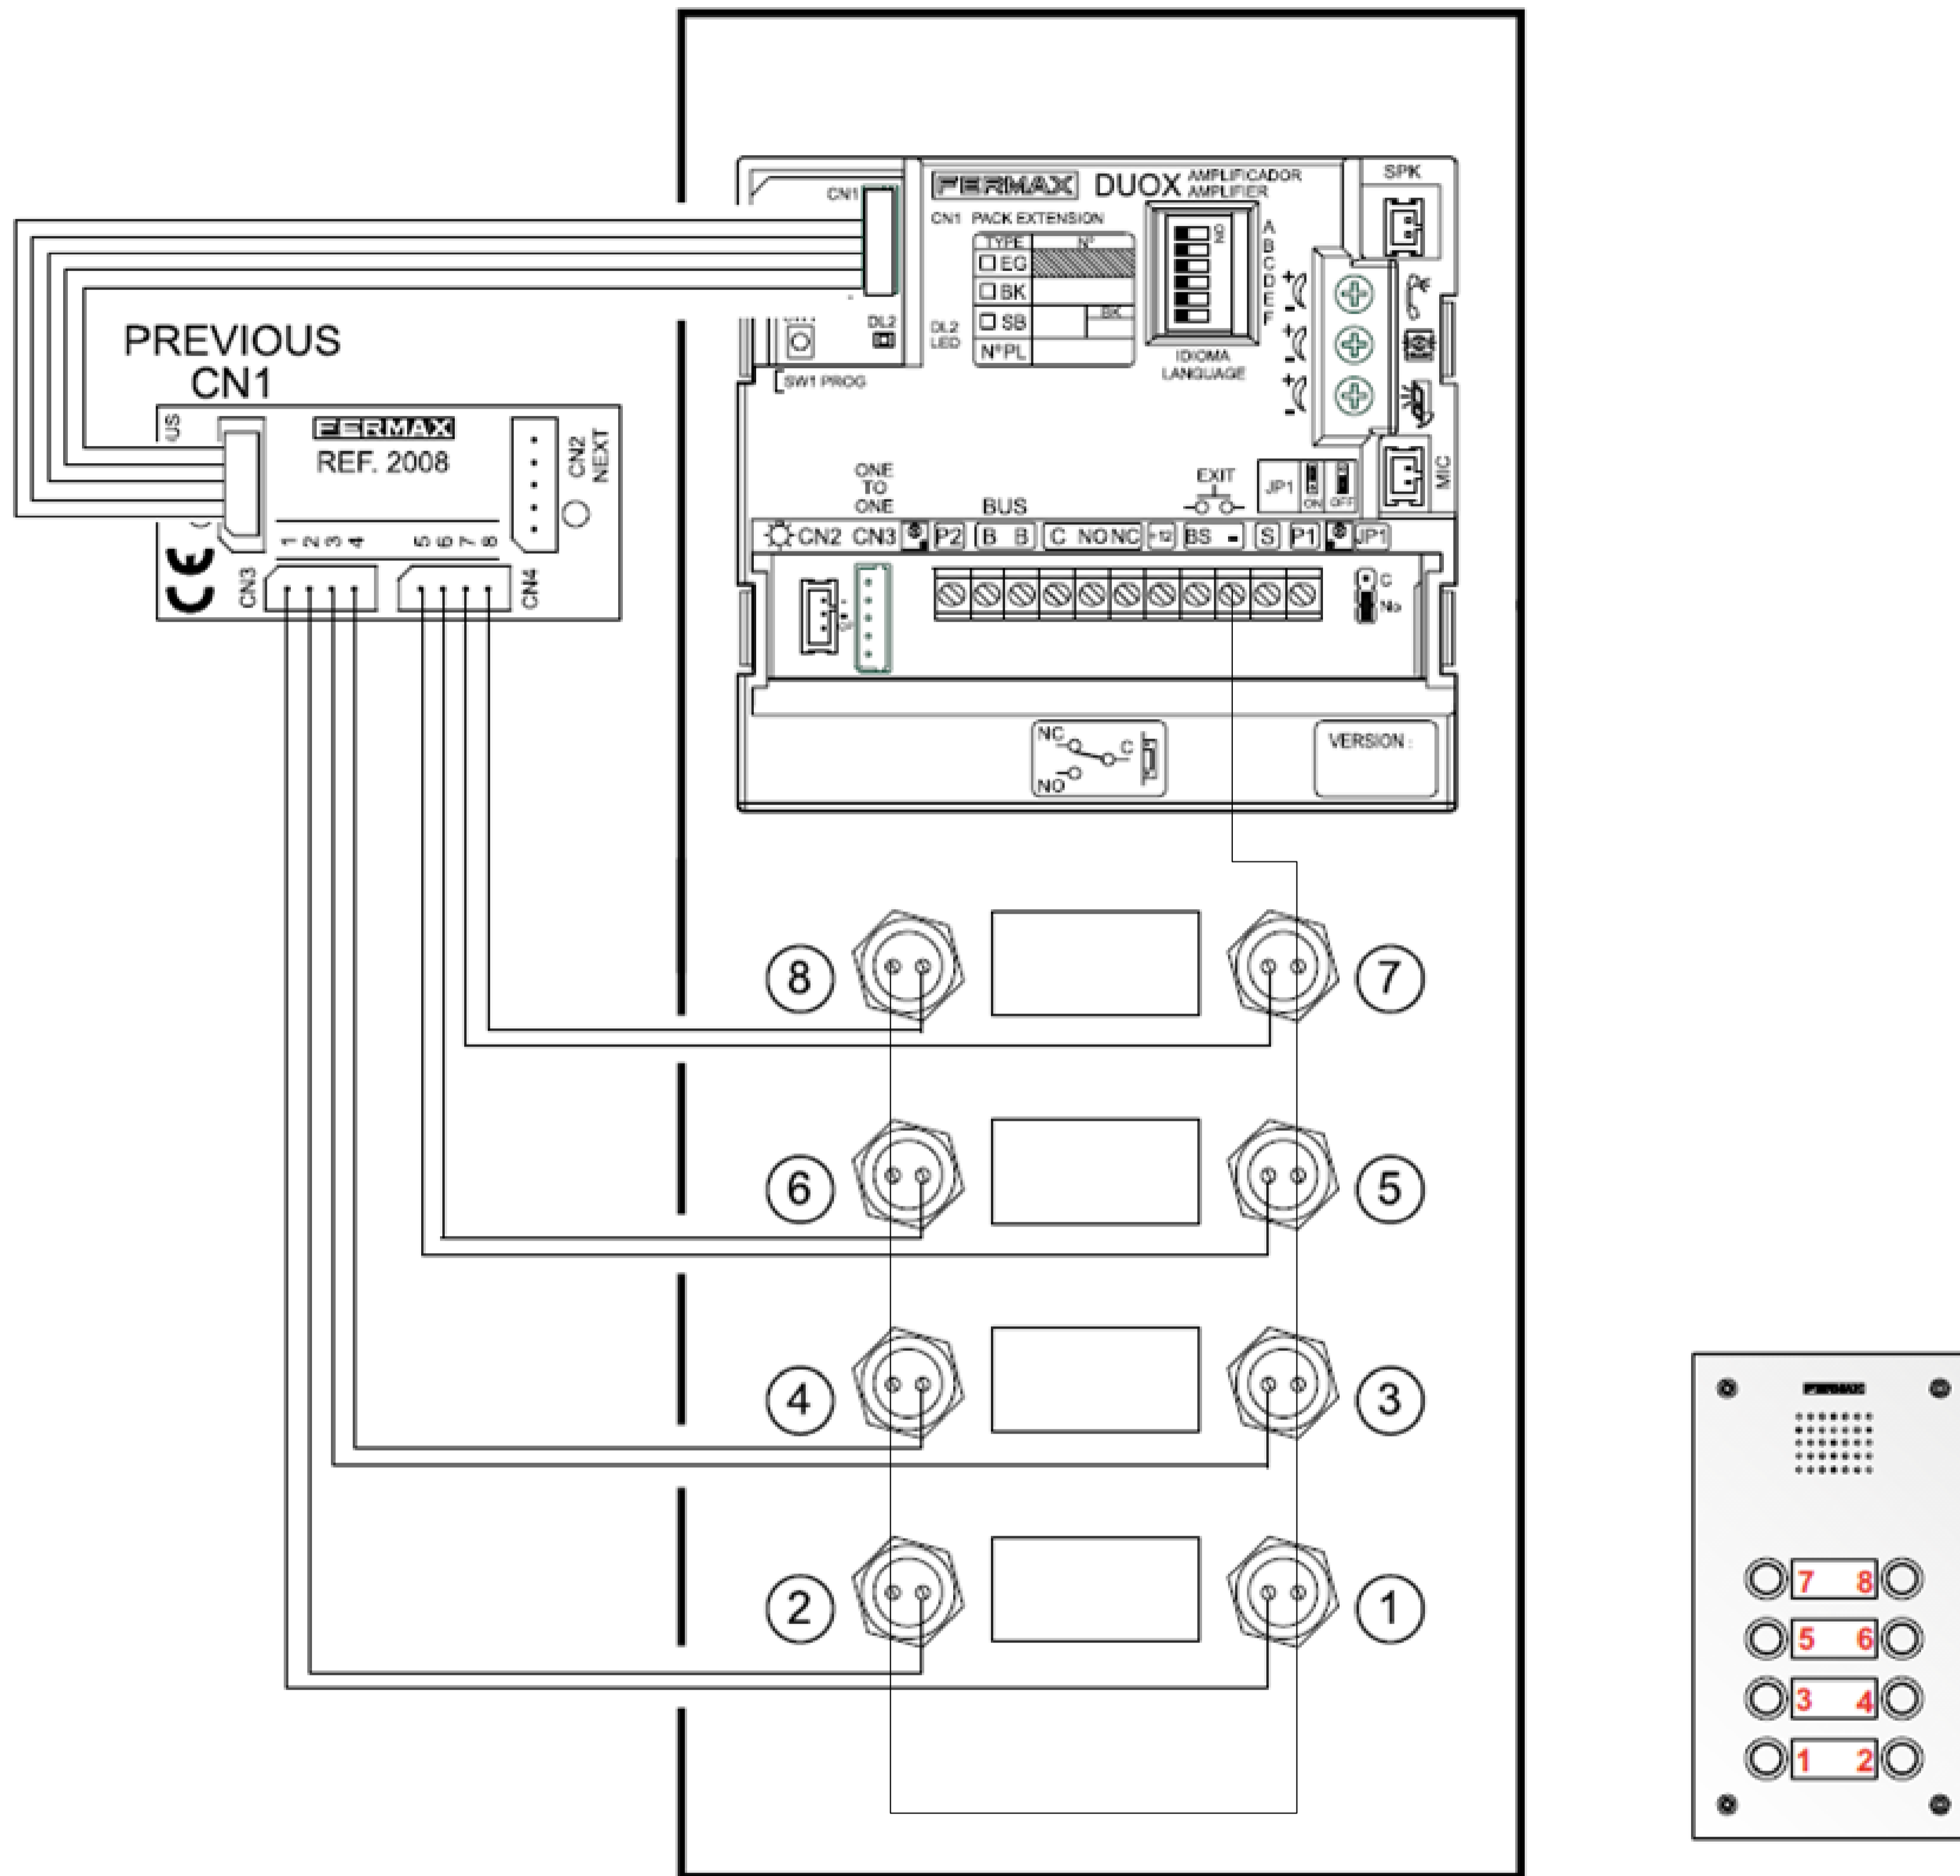 SPK
CN1
FERMAX DUOX AMPLIFICADOR
AMPLIFIER
CN1 PACK EXTENSION
TYPE Nº
EG
BK
SB BK
NºPL
ON
A
B
C
D
E
F
+
-
+
-
+
-
IDIOMA
LANGUAGE
DL2
DL2
LED
SW1 PROG
PREVIOUS
CN1
US
FERMAX
REF. 2008
CN2
NEXT
1 2 3 4 5 6 7 8
CE
CN3
CN4
ONE
TO
ONE
BUS
EXIT
JP1
ON OFF
MIC
CN2 CN3 P2 B B C NO NC +12 BS - S P1 JP1
C
No
NC
C
NO
VERSION :
8 7
6 5
4 3
2 1
FERMAX
7 8
5 6
3 4
1 2